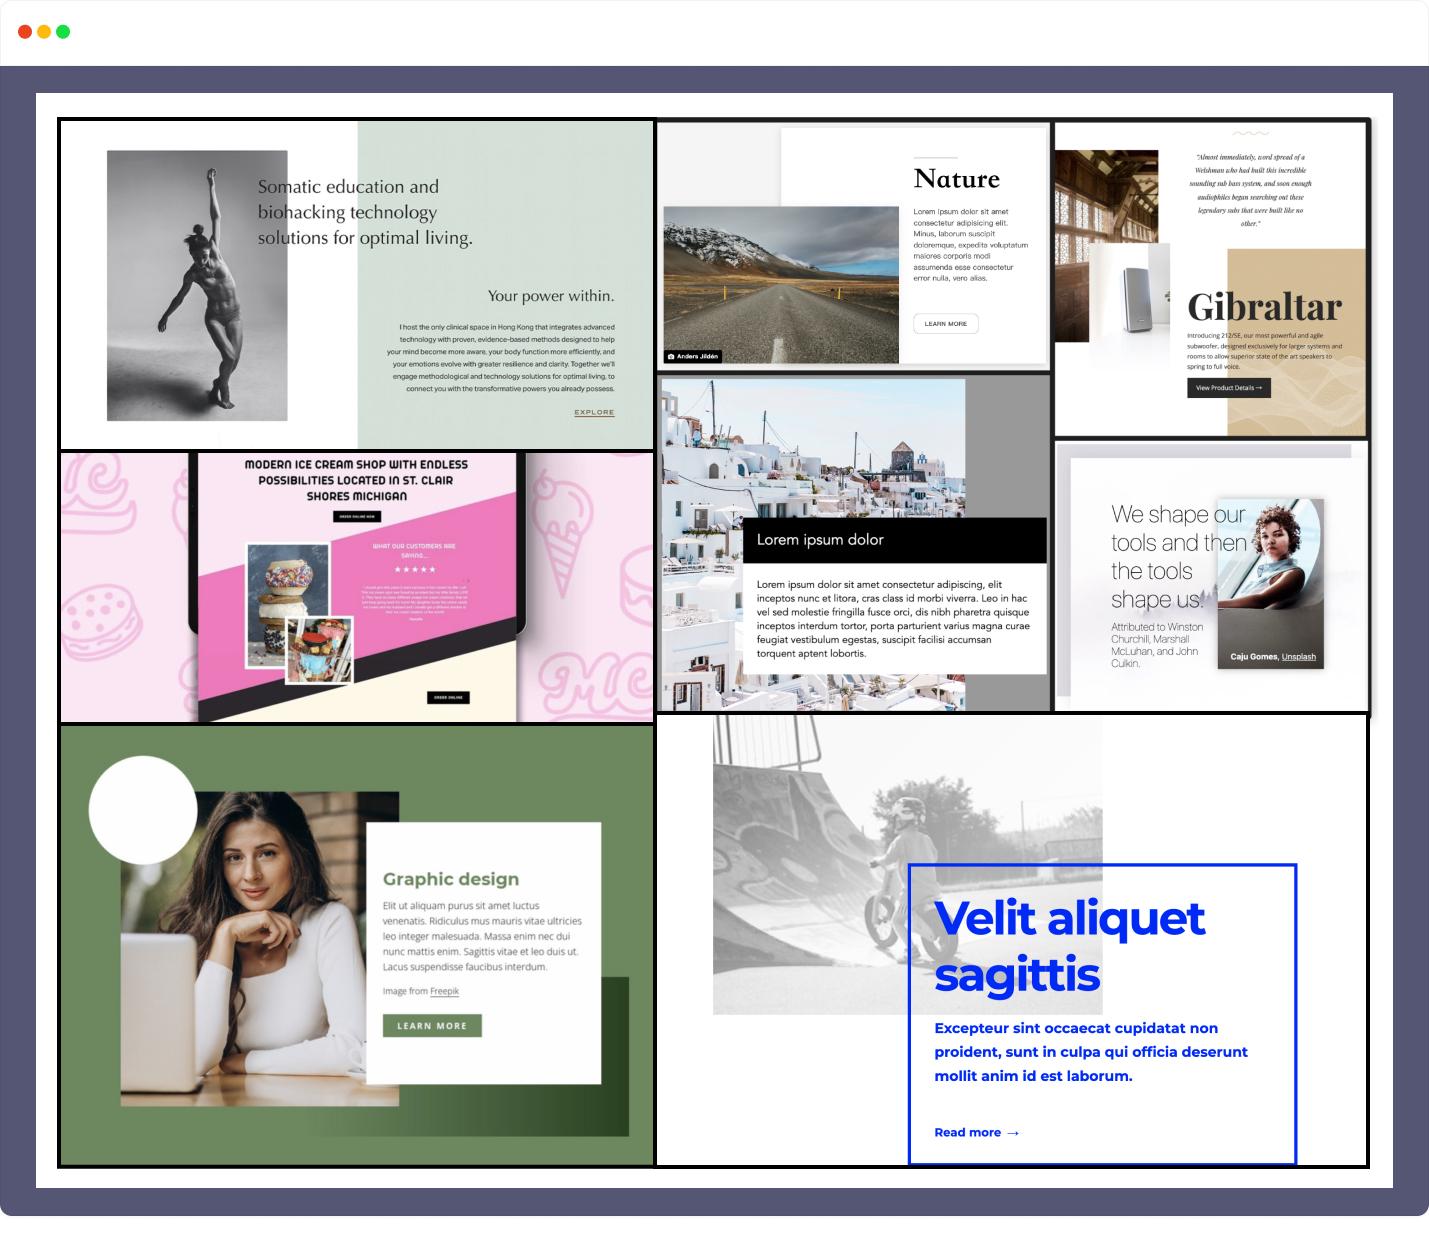 Somatic education and
biohacking technology
solutions for optimal living.
Your power within.
I host the only clinical space in Hong Kong that integrates advanced
technology with proven, evidence-based methods designed to help
your mind become more aware, your body function more efficiently, and
your emotions evolve with greater resilience and clarity. Together we'll
engage methodological and technology solutions for optimal living, to
connect you with the transformative powers you already possess.
EXPLORE
Nature
Lorem ipsum dolor sit amet
consectetur adipisicing elit.
Minus, laborum suscipit
doloremque, expedita voluptatum
maiores corporis modi
assumenda esse consectetur
error nulla, vero alias.
LEARN MORE
Anders Jildén
"Almost immediately, word spread of a
Welshman who had built this incredible
sounding sub bass system, and soon enough
audiophiles began searching out these
legendary subs that were built like no
other."
Gibraltar
Introducing 212/SE, our most powerful and agile
subwoofer, designed exclusively for larger systems and
rooms to allow superior state of the art speakers to
spring to full voice.
View Product Details →
MODERN ICE CREAM SHOP WITH ENDLESS
POSSIBILITIES LOCATED IN ST. CLAIR
SHORES MICHIGAN
ORDER ONLINE NOW
WHAT OUR CUSTOMERS ARE
SAYING...
ORDER ONLINE
Lorem ipsum dolor
Lorem ipsum dolor sit amet consectetur adipiscing, elit
inceptos nunc et litora, cras class id morbi viverra. Leo in hac
vel sed molestie fringilla fusce orci, dis nibh pharetra quisque
inceptos interdum tortor, porta parturient varius magna curae
feugiat vestibulum egestas, suscipit facilisi accumsan
torquent aptent lobortis.
We shape our
tools and then
the tools
shape us.
Attributed to Winston
Churchill, Marshall
McLuhan, and John
Culkin.
Caju Gomes, Unsplash
Graphic design
Elit ut aliquam purus sit amet luctus
venenatis. Ridiculus mus mauris vitae ultricies
leo integer malesuada. Massa enim nec dui
nunc mattis enim. Sagittis vitae et leo duis ut.
Lacus suspendisse faucibus interdum.
Image from Freepik
LEARN MORE
Velit aliquet
sagittis
Excepteur sint occaecat cupidatat non
proident, sunt in culpa qui officia deserunt
mollit anim id est laborum.
Read more →